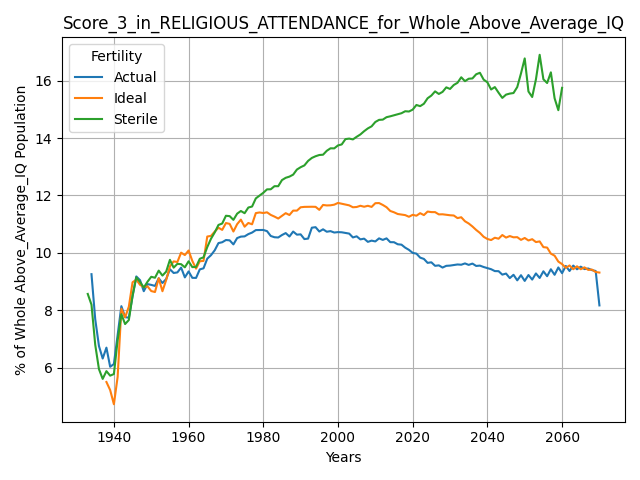 Score_3_in_RELIGIOUS_ATTENDANCE_for_Whole_Above_Average_IQ
Fertility
Actual
Ideal
Sterile
% of Whole Above_Average_IQ Population
16
14
12
10
8
6
1940
1960
1980
2000
2020
2040
2060
Years